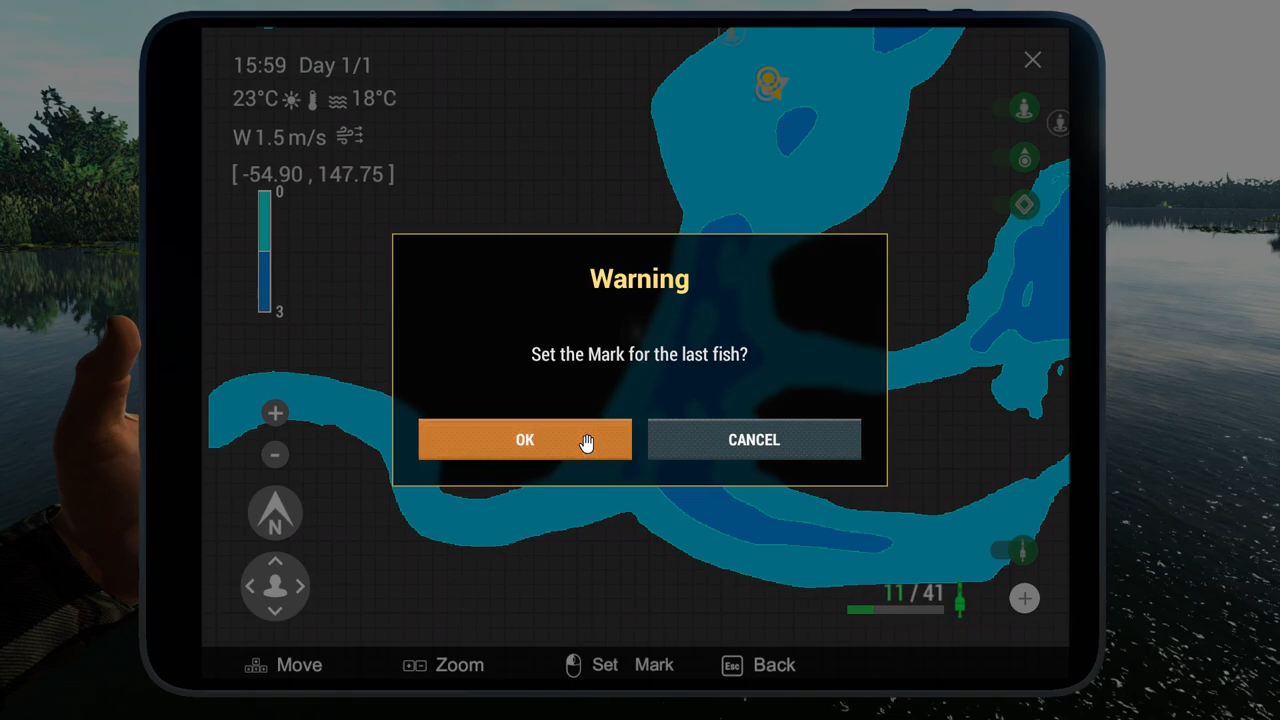 15:59 Day 1/1
23°C 18°C
W 1.5 m/s
[ -54.90 , 147.75 ]
0
3
Warning
Set the Mark for the last fish?
OK CANCEL
+
-
N
11 / 41
+
Move Zoom Set Mark Esc Back